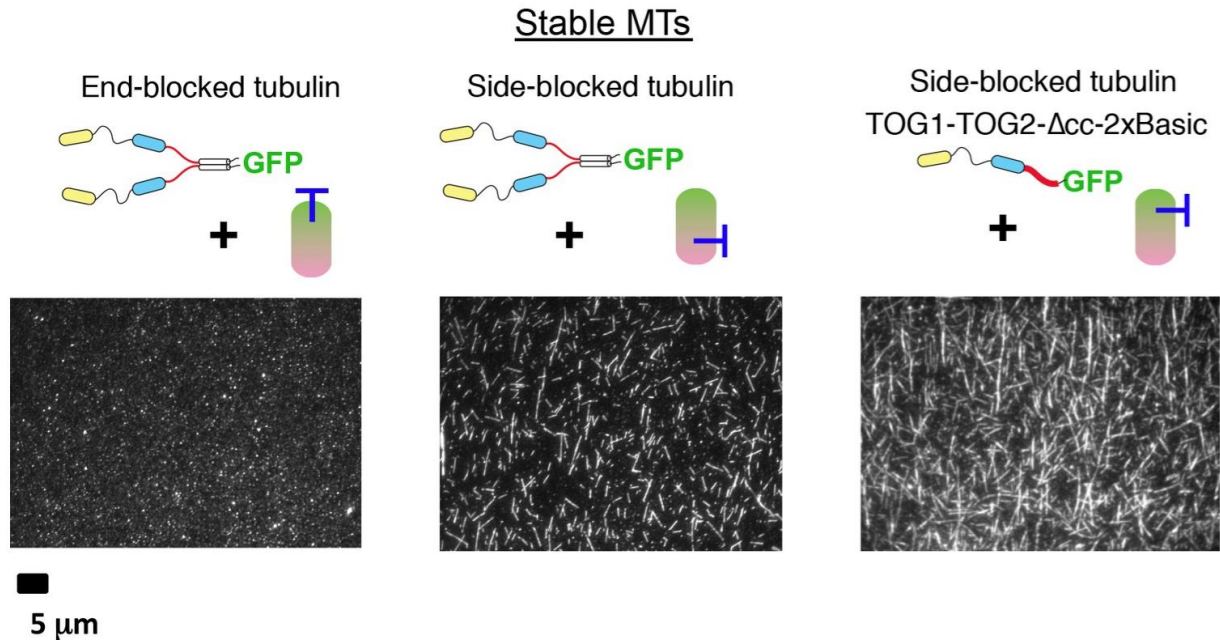 Stable MTs
End-blocked tubulin
GFP
+
Side-blocked tubulin
GFP
+
Side-blocked tubulin
TOG1-TOG2-Δcc-2xBasic
GFP
+
5 μm